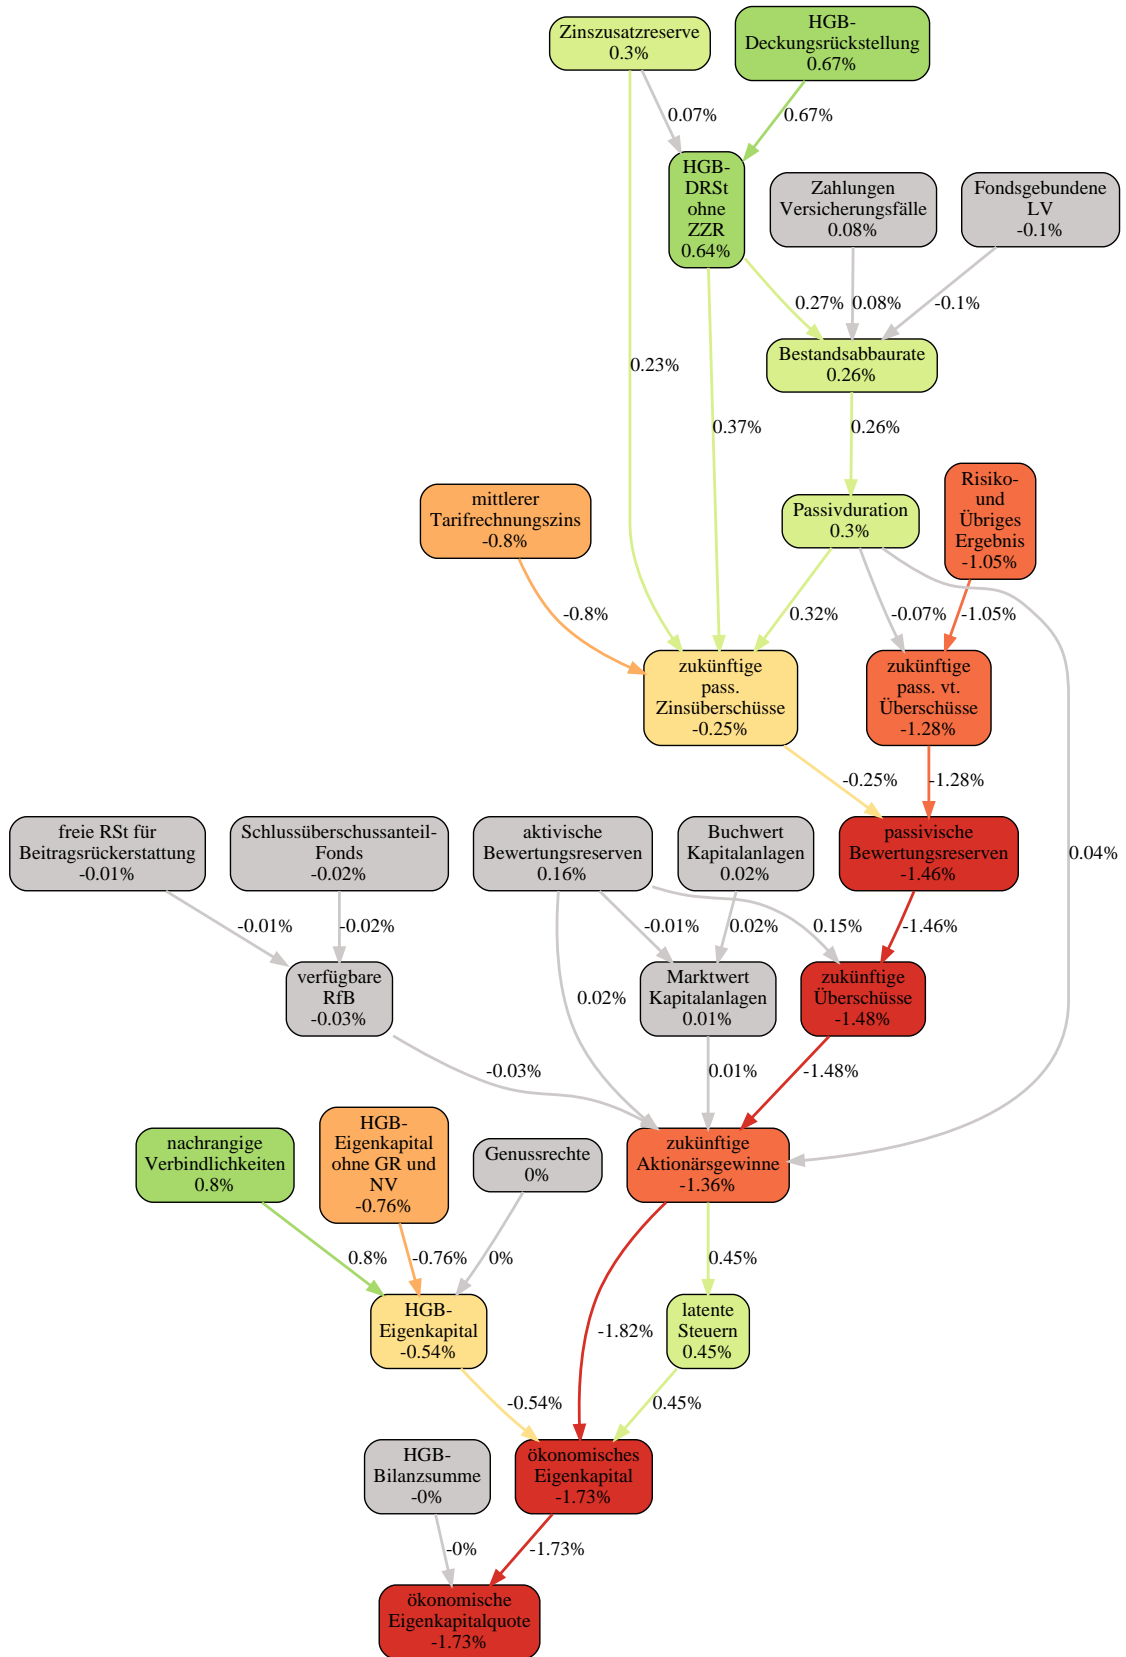 Zinszusatzreserve
0.3%
HGB-
Deckungsrückstellung
0.67%
0.07%
0.67%
HGB-
DRSt
ohne
ZZR
0.64%
Zahlungen
Versicherungsfälle
0.08%
Fondsgebundene
LV
-0.1%
0.27%
0.08%
-0.1%
Bestandsabbaurate
0.26%
0.23%
0.37%
0.26%
mittlerer
Tarifrechnungszins
-0.8%
Passivduration
0.3%
Risiko-
und
Übriges
Ergebnis
-1.05%
-0.8%
0.32%
-0.07%
-1.05%
zukünftige
pass.
Zinsüberschüsse
-0.25%
zukünftige
pass. vt.
Überschüsse
-1.28%
-0.25%
-1.28%
freie RSt für
Beitragsrückerstattung
-0.01%
Schlussüberschussanteil-
Fonds
-0.02%
aktivische
Bewertungsreserven
0.16%
Buchwert
Kapitalanlagen
0.02%
passivische
Bewertungsreserven
-1.46%
0.04%
-0.01%
-0.02%
-0.01%
0.02%
0.15%
-1.46%
verfügbare
RfB
-0.03%
0.02%
Marktwert
Kapitalanlagen
0.01%
zukünftige
Überschüsse
-1.48%
-0.03%
0.01%
-1.48%
nachrangige
Verbindlichkeiten
0.8%
HGB-
Eigenkapital
ohne GR und
NV
-0.76%
Genussrechte
0%
zukünftige
Aktionärsgewinne
-1.36%
0.8%
-0.76%
0%
0.45%
HGB-
Eigenkapital
-0.54%
-1.82%
latente
Steuern
0.45%
-0.54%
0.45%
HGB-
Bilanzsumme
-0%
ökonomisches
Eigenkapital
-1.73%
-0%
-1.73%
ökonomische
Eigenkapitalquote
-1.73%